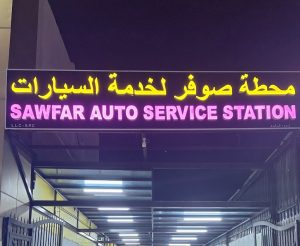 محطة صوفر لخدمة السيارات
SAWFAR AUTO SERVICE STATION